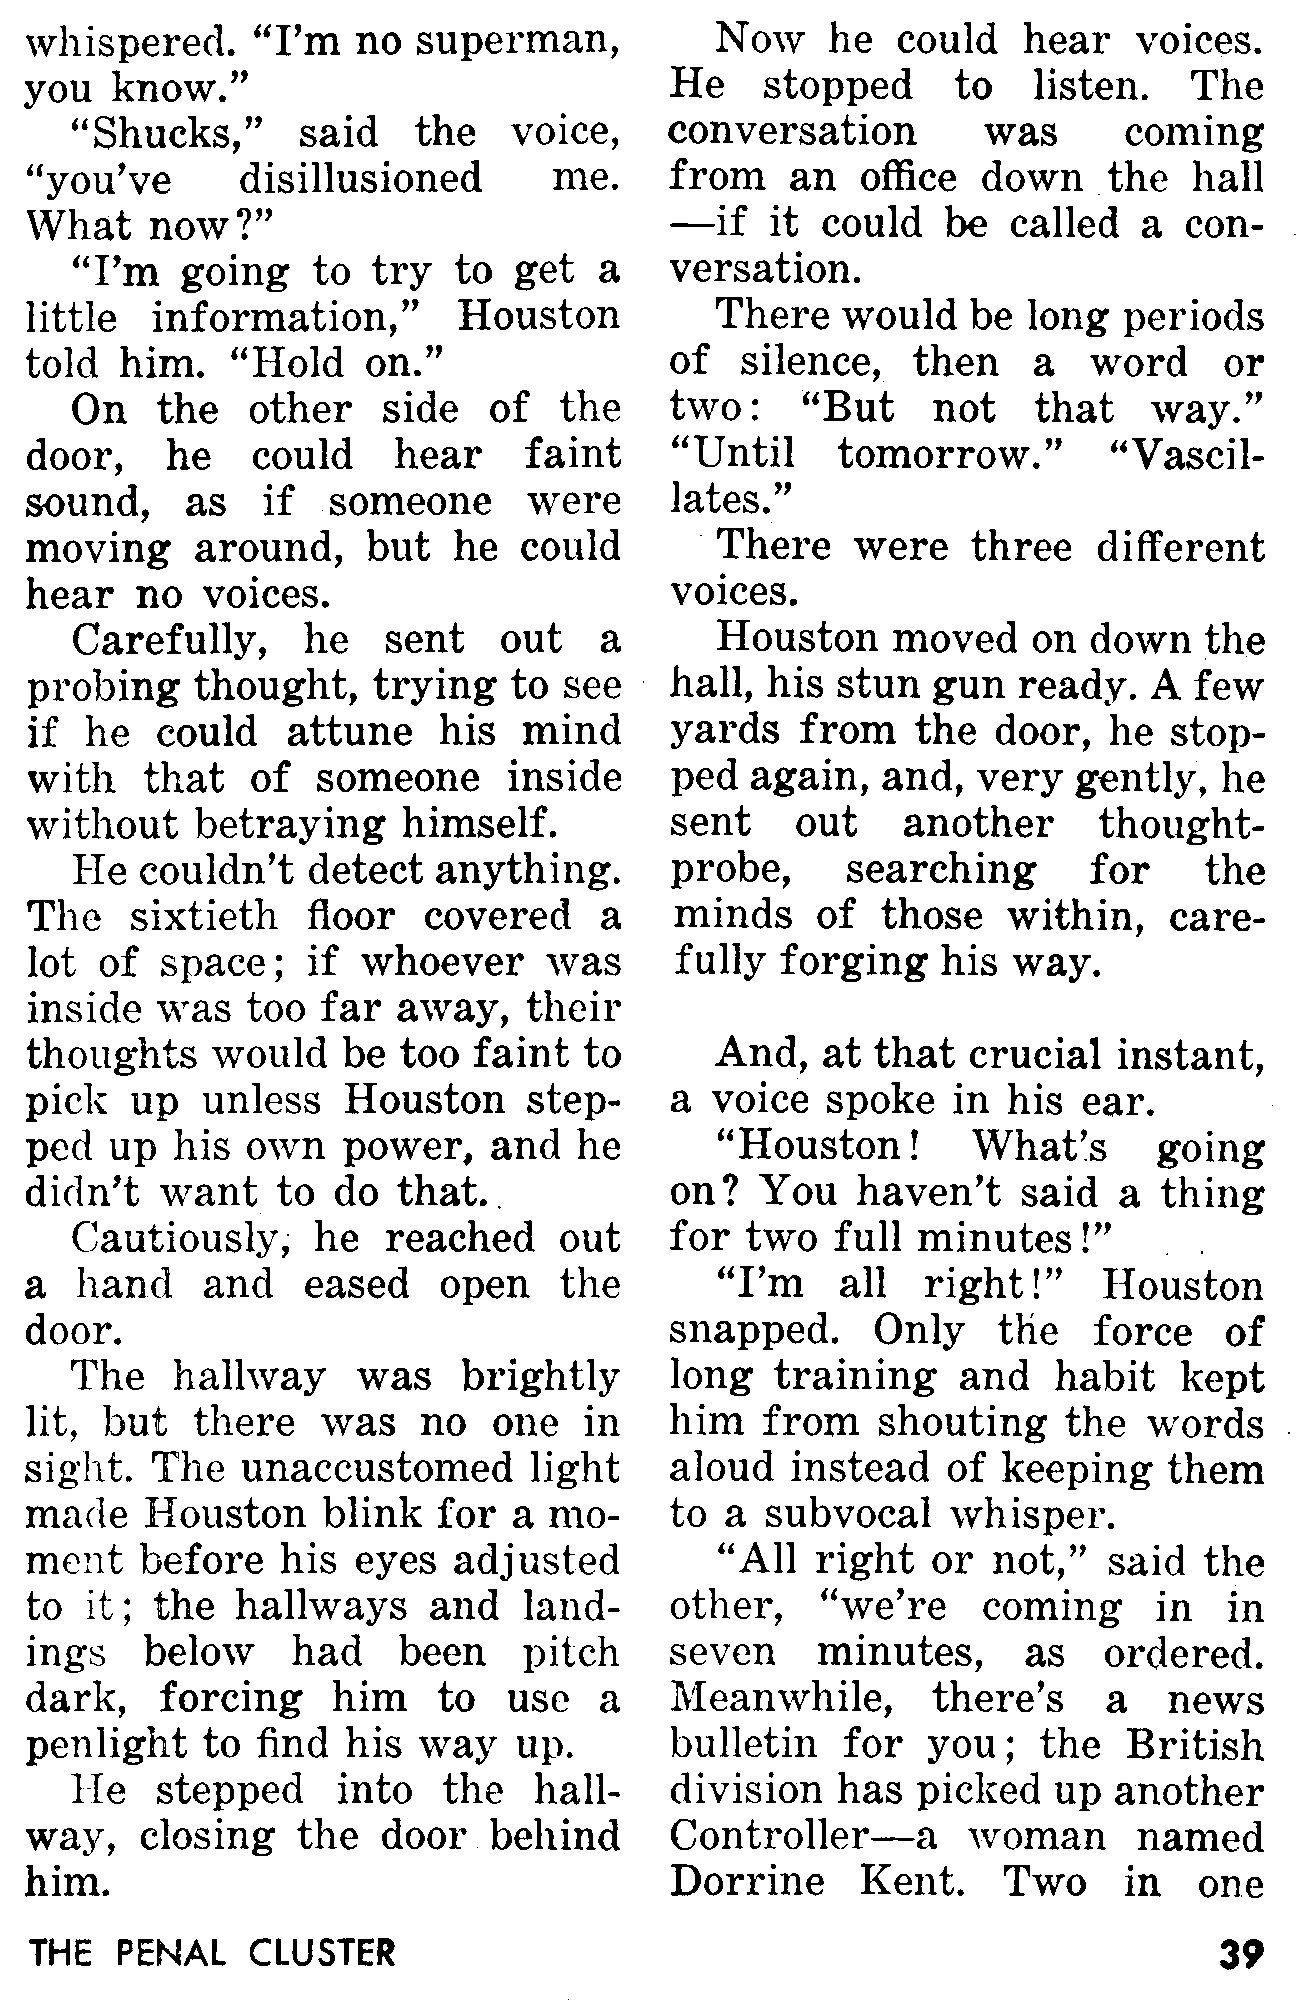 whispered. “I’m no superman,
you know.”
“Shucks,” said the voice,
“you’ve disillusioned me.
What now?”
“I’m going to try to get a
little information,” Houston
told him. “Hold on.”
On the other side of the
door, he could hear faint
sound, as if someone were
moving around, but he could
hear no voices.
Carefully, he sent out a
probing thought, trying to see
if he could attune his mind
with that of someone inside
without betraying himself.
He couldn’t detect anything.
The sixtieth floor covered a
lot of space; if whoever was
inside was too far away, their
thoughts would be too faint to
pick up unless Houston step-
ped up his own power, and he
didn’t want to do that.
Cautiously, he reached out
a hand and eased open the
door.
The hallway was brightly
lit, but there was no one in
sight. The unaccustomed light
made Houston blink for a mo-
ment before his eyes adjusted
to it; the hallways and land-
ings below had been pitch
dark, forcing him to use a
penlight to find his way up.
He stepped into the hall-
way, closing the door behind
him.
Now he could hear voices.
He stopped to listen. The
conversation was coming
from an office down the hall
—if it could be called a con-
versation.
There would be long periods
of silence, then a word or
two: “But not that way.”
“Until tomorrow.” “Vascil-
lates.”
There were three different
voices.
Houston moved on down the
hall, his stun gun ready. A few
yards from the door, he stop-
ped again, and, very gently, he
sent out another thought-
probe, searching for the
minds of those within, care-
fully forging his way.
And, at that crucial instant,
a voice spoke in his ear.
“Houston! What’s going
on? You haven’t said a thing
for two full minutes!”
“I’m all right!” Houston
snapped. Only the force of
long training and habit kept
him from shouting the words
aloud instead of keeping them
to a subvocal whisper.
“All right or not,” said the
other, “we’re coming in in
seven minutes, as ordered.
Meanwhile, there’s a news
bulletin for you; the British
division has picked up another
Controller—a woman named
Dorrine Kent. Two in one
THE PENAL CLUSTER 39